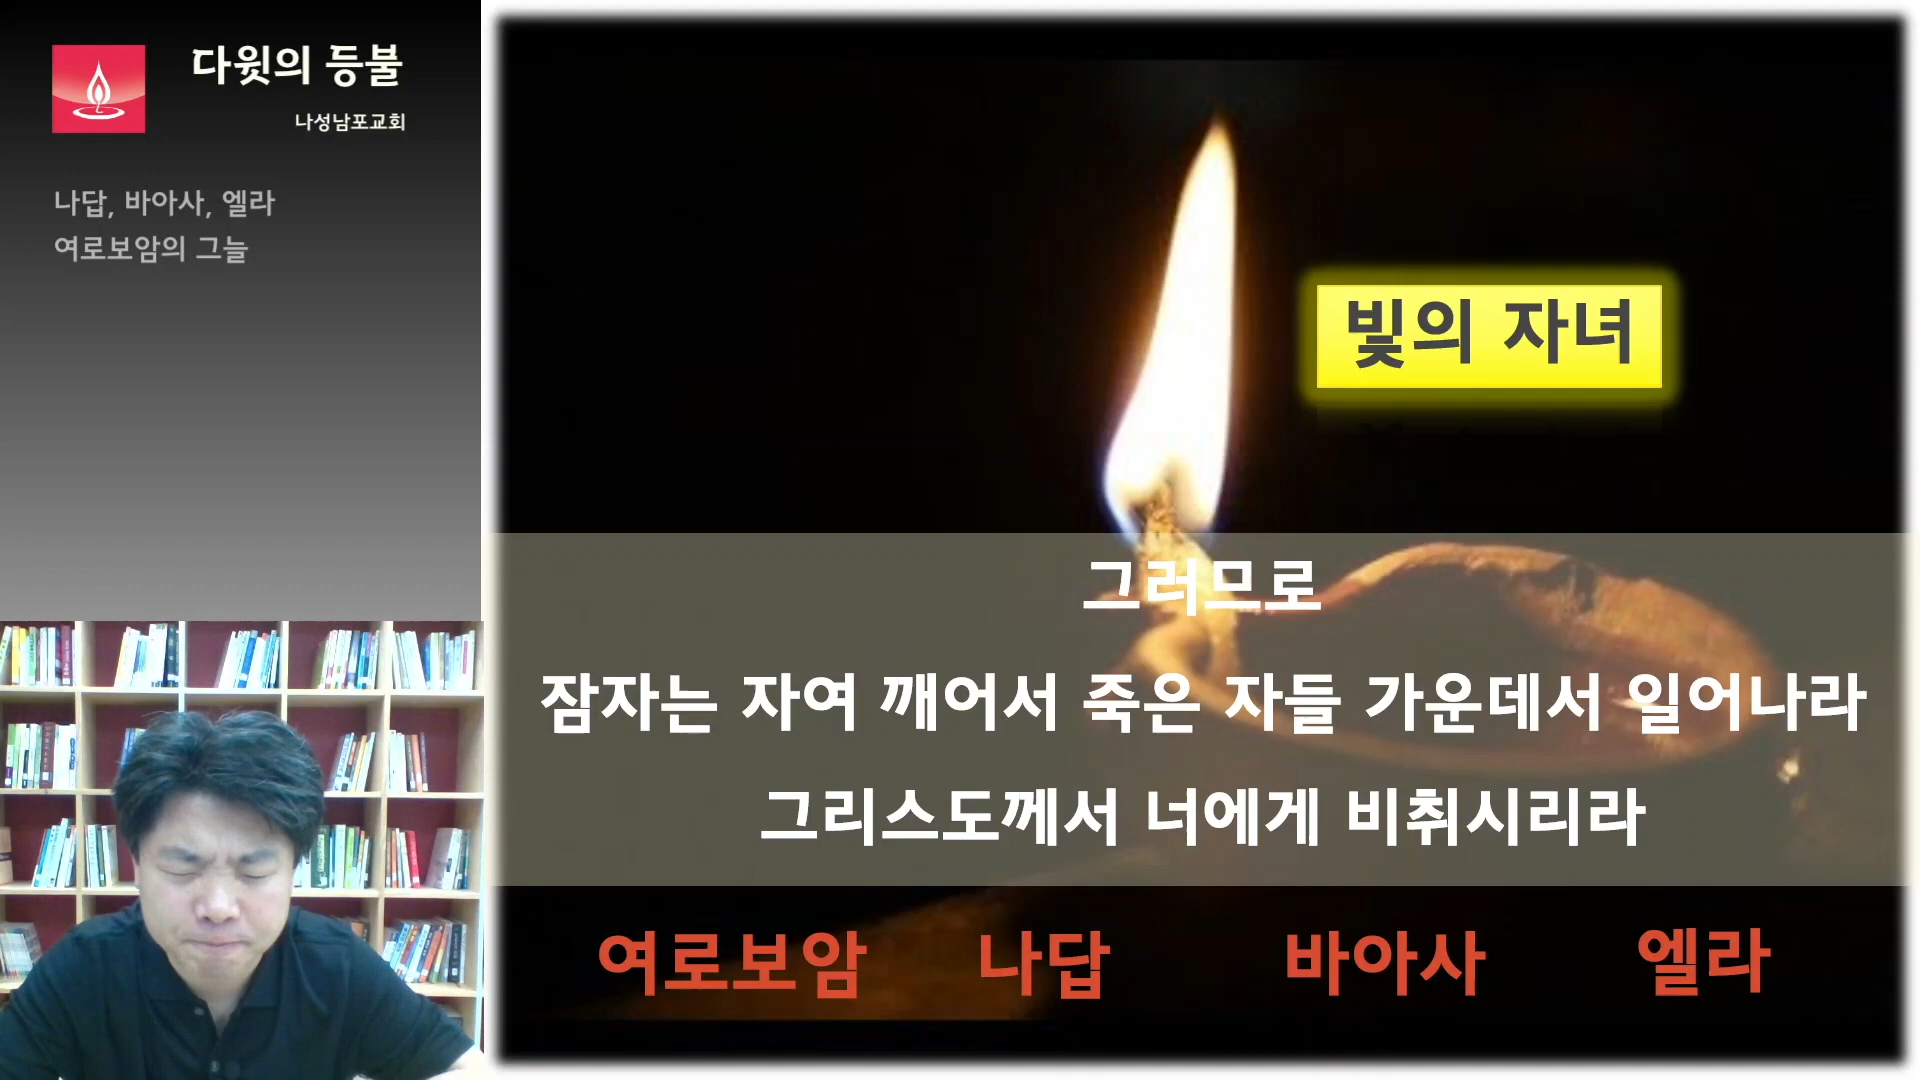 다윗의 등불
나성남포교회
나답, 바아사, 엘라
여로보암의 그늘
빛의 자녀
그러므로
잠자는 자여 깨어서 죽은 자들 가운데서 일어나라
그리스도께서 너에게 비취시리라
여로보암 나답 바아사 엘라